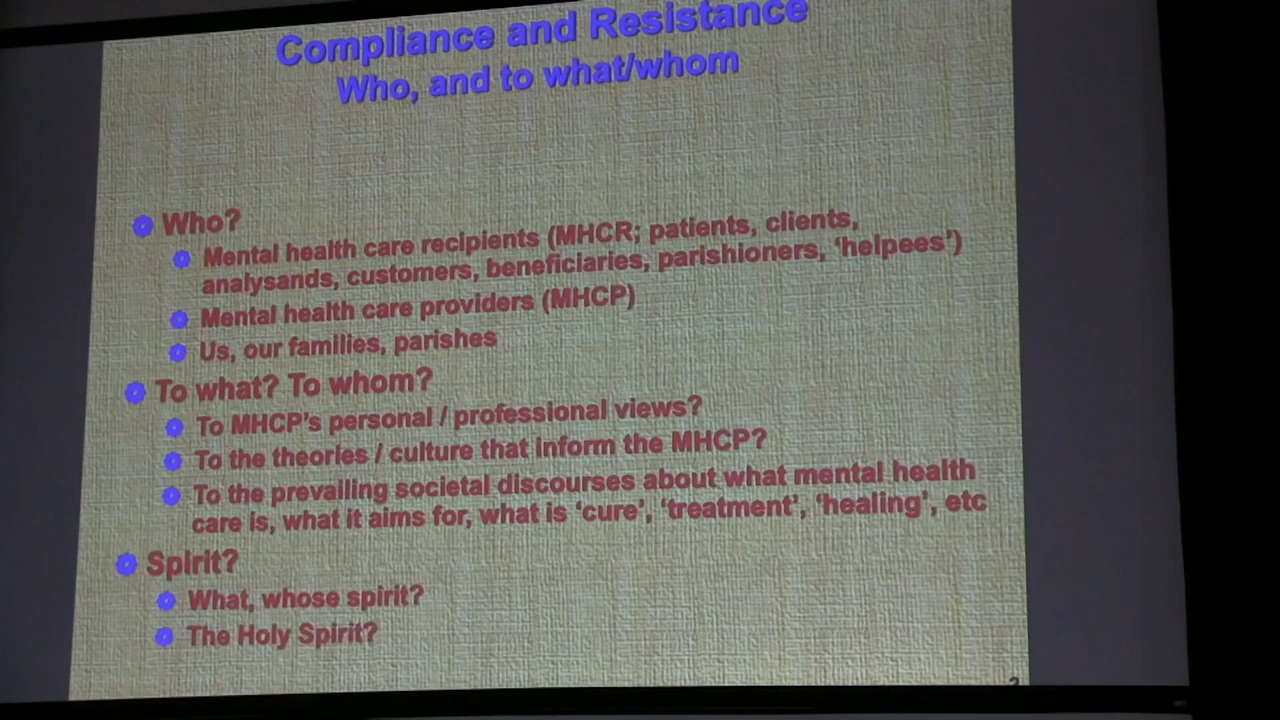 Compliance and Resistance
Who, and to what/whom
Who?
Mental health care recipients (MHCR; patients, clients,
analysands, customers, beneficiaries, parishioners, ‘helpees’)
Mental health care providers (MHCP)
Us, our families, parishes
To what? To whom?
To MHCP’s personal / professional views?
To the theories / culture that inform the MHCP?
To the prevailing societal discourses about what mental health
care is, what it aims for, what is ‘cure’, ‘treatment’, ‘healing’, etc
Spirit?
What, whose spirit?
The Holy Spirit?